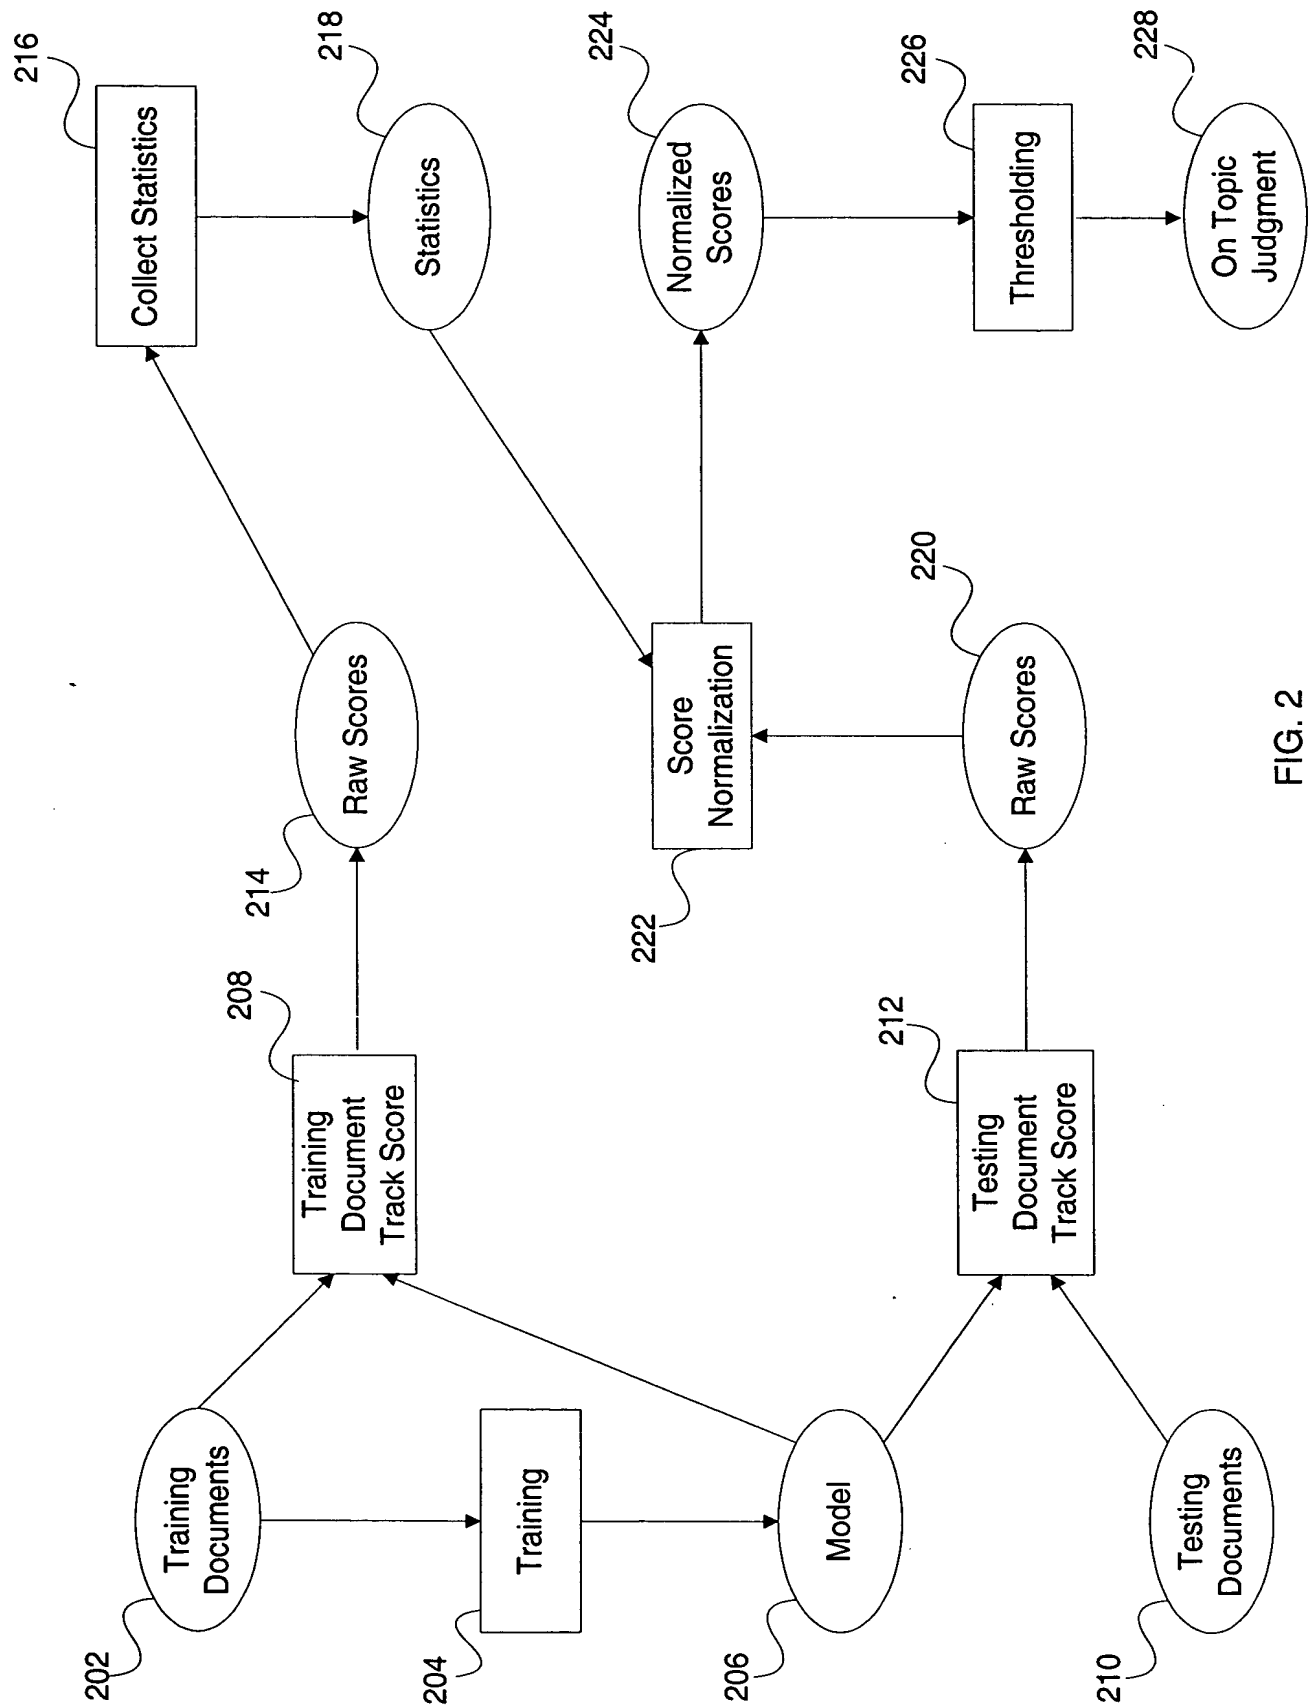 202
Training
Documents
204
Training
206
Model
210
Testing
Documents
208
Training
Document
Track Score
212
Testing
Document
Track Score
214
Raw Scores
222
Score
Normalization
220
Raw Scores
216
Collect Statistics
218
Statistics
224
Normalized
Scores
226
Thresholding
228
On Topic
Judgment
FIG. 2